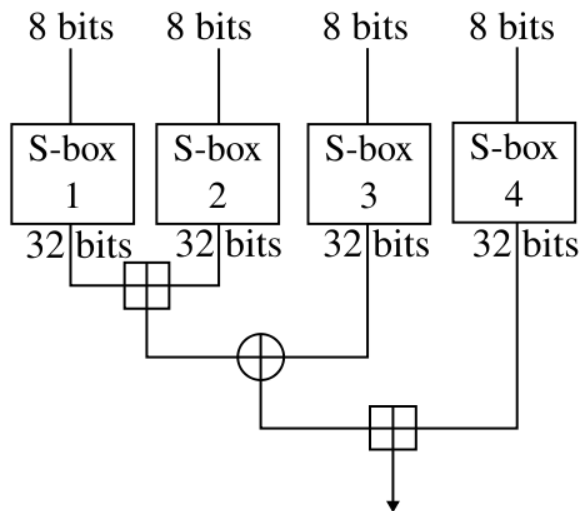 8 bits 8 bits 8 bits 8 bits
S-box S-box S-box S-box
1 2 3 4
32 bits 32 bits 32 bits 32 bits